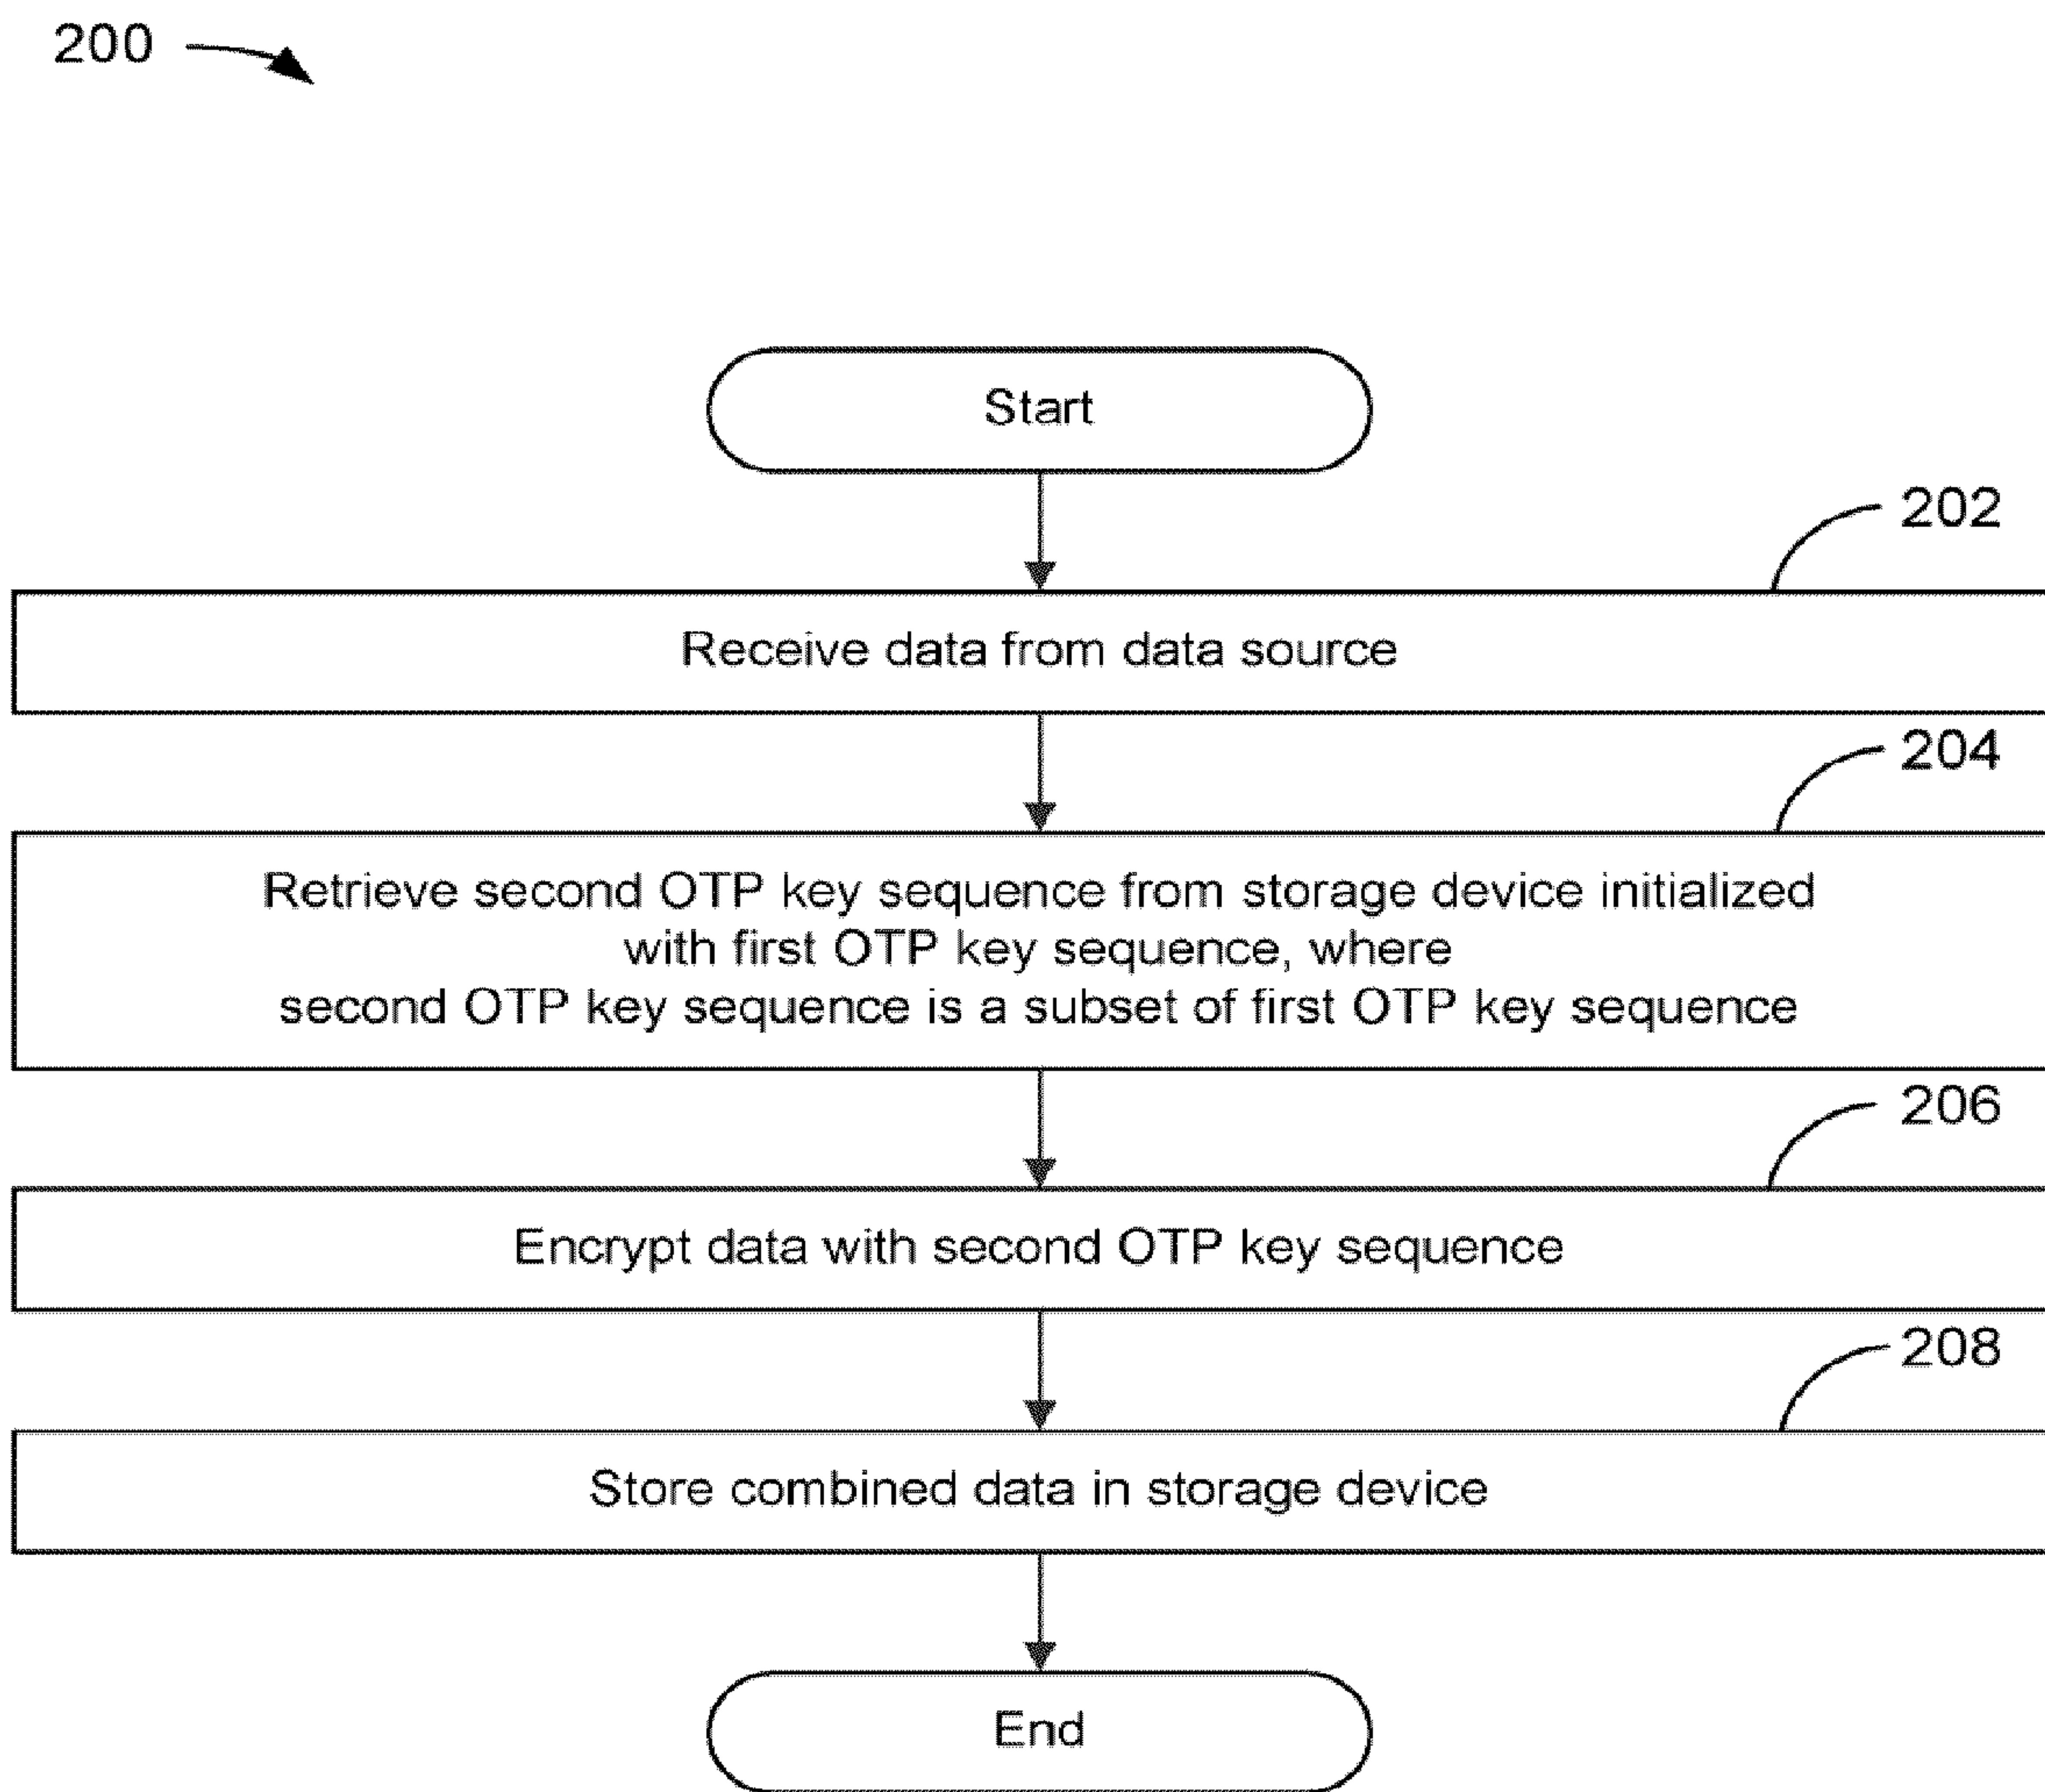 200
Start
202
Receive data from data source
204
Retrieve second OTP key sequence from storage device initialized
with first OTP key sequence, where
second OTP key sequence is a subset of first OTP key sequence
206
Encrypt data with second OTP key sequence
208
Store combined data in storage device
End